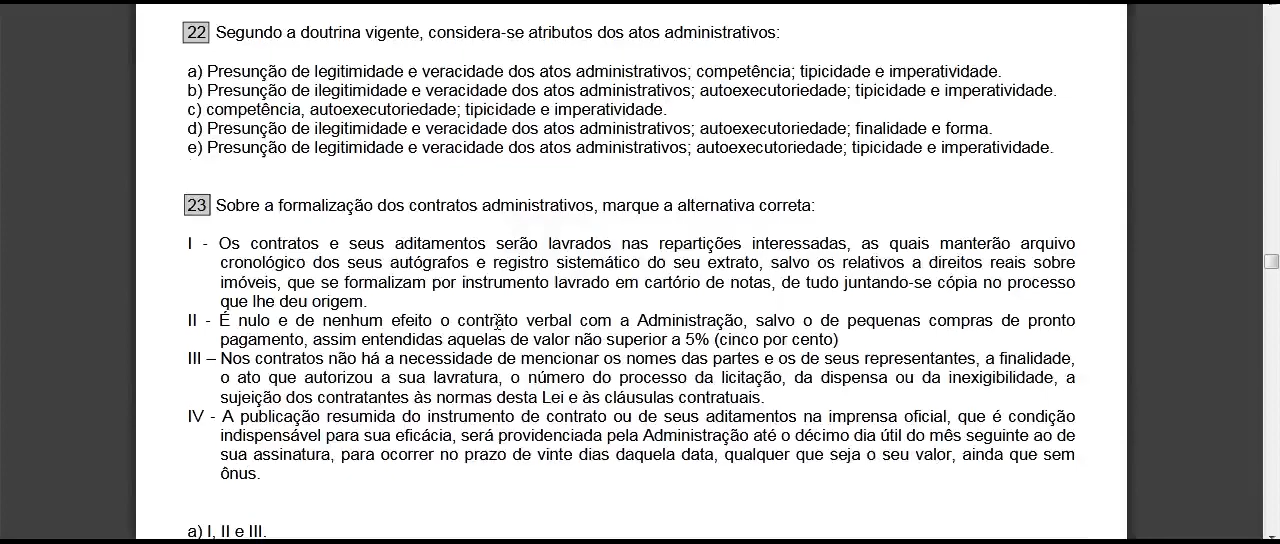 22 Segundo a doutrina vigente, considera-se atributos dos atos administrativos:
a) Presunção de legitimidade e veracidade dos atos administrativos; competência; tipicidade e imperatividade.
b) Presunção de ilegitimidade e veracidade dos atos administrativos; autoexecutoriedade; tipicidade e imperatividade.
c) competência, autoexecutoriedade; tipicidade e imperatividade.
d) Presunção de ilegitimidade e veracidade dos atos administrativos; autoexecutoriedade; finalidade e forma.
e) Presunção de legitimidade e veracidade dos atos administrativos; autoexecutoriedade; tipicidade e imperatividade.
23 Sobre a formalização dos contratos administrativos, marque a alternativa correta:
I - Os contratos e seus aditamentos serão lavrados nas repartições interessadas, as quais manterão arquivo
cronológico dos seus autógrafos e registro sistemático do seu extrato, salvo os relativos a direitos reais sobre
imóveis, que se formalizam por instrumento lavrado em cartório de notas, de tudo juntando-se cópia no processo
que lhe deu origem.
II - É nulo e de nenhum efeito o contrato verbal com a Administração, salvo o de pequenas compras de pronto
pagamento, assim entendidas aquelas de valor não superior a 5% (cinco por cento)
III – Nos contratos não há a necessidade de mencionar os nomes das partes e os de seus representantes, a finalidade,
o ato que autorizou a sua lavratura, o número do processo da licitação, da dispensa ou da inexigibilidade, a
sujeição dos contratantes às normas desta Lei e às cláusulas contratuais.
IV - A publicação resumida do instrumento de contrato ou de seus aditamentos na imprensa oficial, que é condição
indispensável para sua eficácia, será providenciada pela Administração até o décimo dia útil do mês seguinte ao de
sua assinatura, para ocorrer no prazo de vinte dias daquela data, qualquer que seja o seu valor, ainda que sem
ônus.
a) I, II e III.